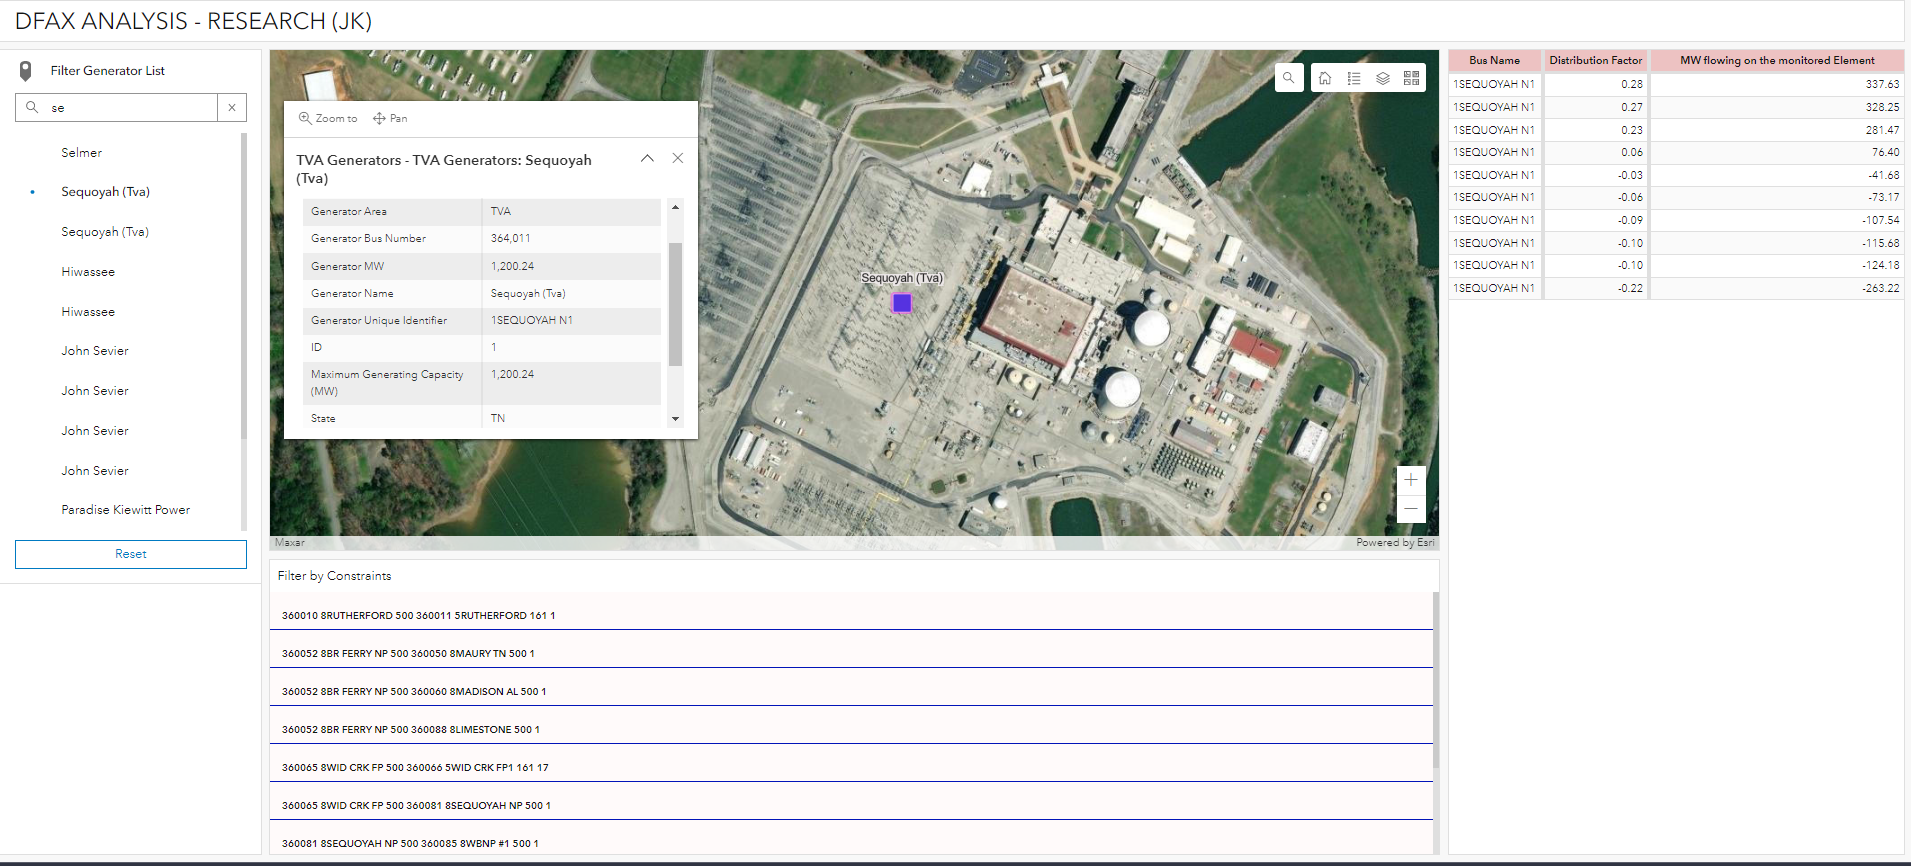 DFAX ANALYSIS - RESEARCH (JK)
Filter Generator List
se
Selmer
Sequoyah (Tva)
Sequoyah (Tva)
Hiwassee
Hiwassee
John Sevier
John Sevier
John Sevier
John Sevier
Paradise Kiewitt Power
Reset
Zoom to Pan
TVA Generators - TVA Generators: Sequoyah
(Tva)
Generator Area TVA
Generator Bus Number 364,011
Generator MW 1,200.24
Generator Name Sequoyah (Tva)
Generator Unique Identifier 1SEQUOYAH N1
ID 1
Maximum Generating Capacity (MW) 1,200.24
State TN
Sequoyah (Tva)
Maxar
Powered by Esri
Filter by Constraints
360010 8RUTHERFORD 500 360011 5RUTHERFORD 161 1
360052 8BR FERRY NP 500 360050 8MAURY TN 500 1
360052 8BR FERRY NP 500 360060 8MADISON AL 500 1
360052 8BR FERRY NP 500 360088 8LIMESTONE 500 1
360065 8WID CRK FP 500 360066 5WID CRK FP1 161 17
360065 8WID CRK FP 500 360081 8SEQUOYAH NP 500 1
360081 8SEQUOYAH NP 500 360085 8WBNP #1 500 1
Bus Name Distribution Factor MW flowing on the monitored Element
1SEQUOYAH N1 0.28 337.63
1SEQUOYAH N1 0.27 328.25
1SEQUOYAH N1 0.23 281.47
1SEQUOYAH N1 0.06 76.40
1SEQUOYAH N1 -0.03 -41.68
1SEQUOYAH N1 -0.06 -73.17
1SEQUOYAH N1 -0.09 -107.54
1SEQUOYAH N1 -0.10 -115.68
1SEQUOYAH N1 -0.10 -124.18
1SEQUOYAH N1 -0.22 -263.22